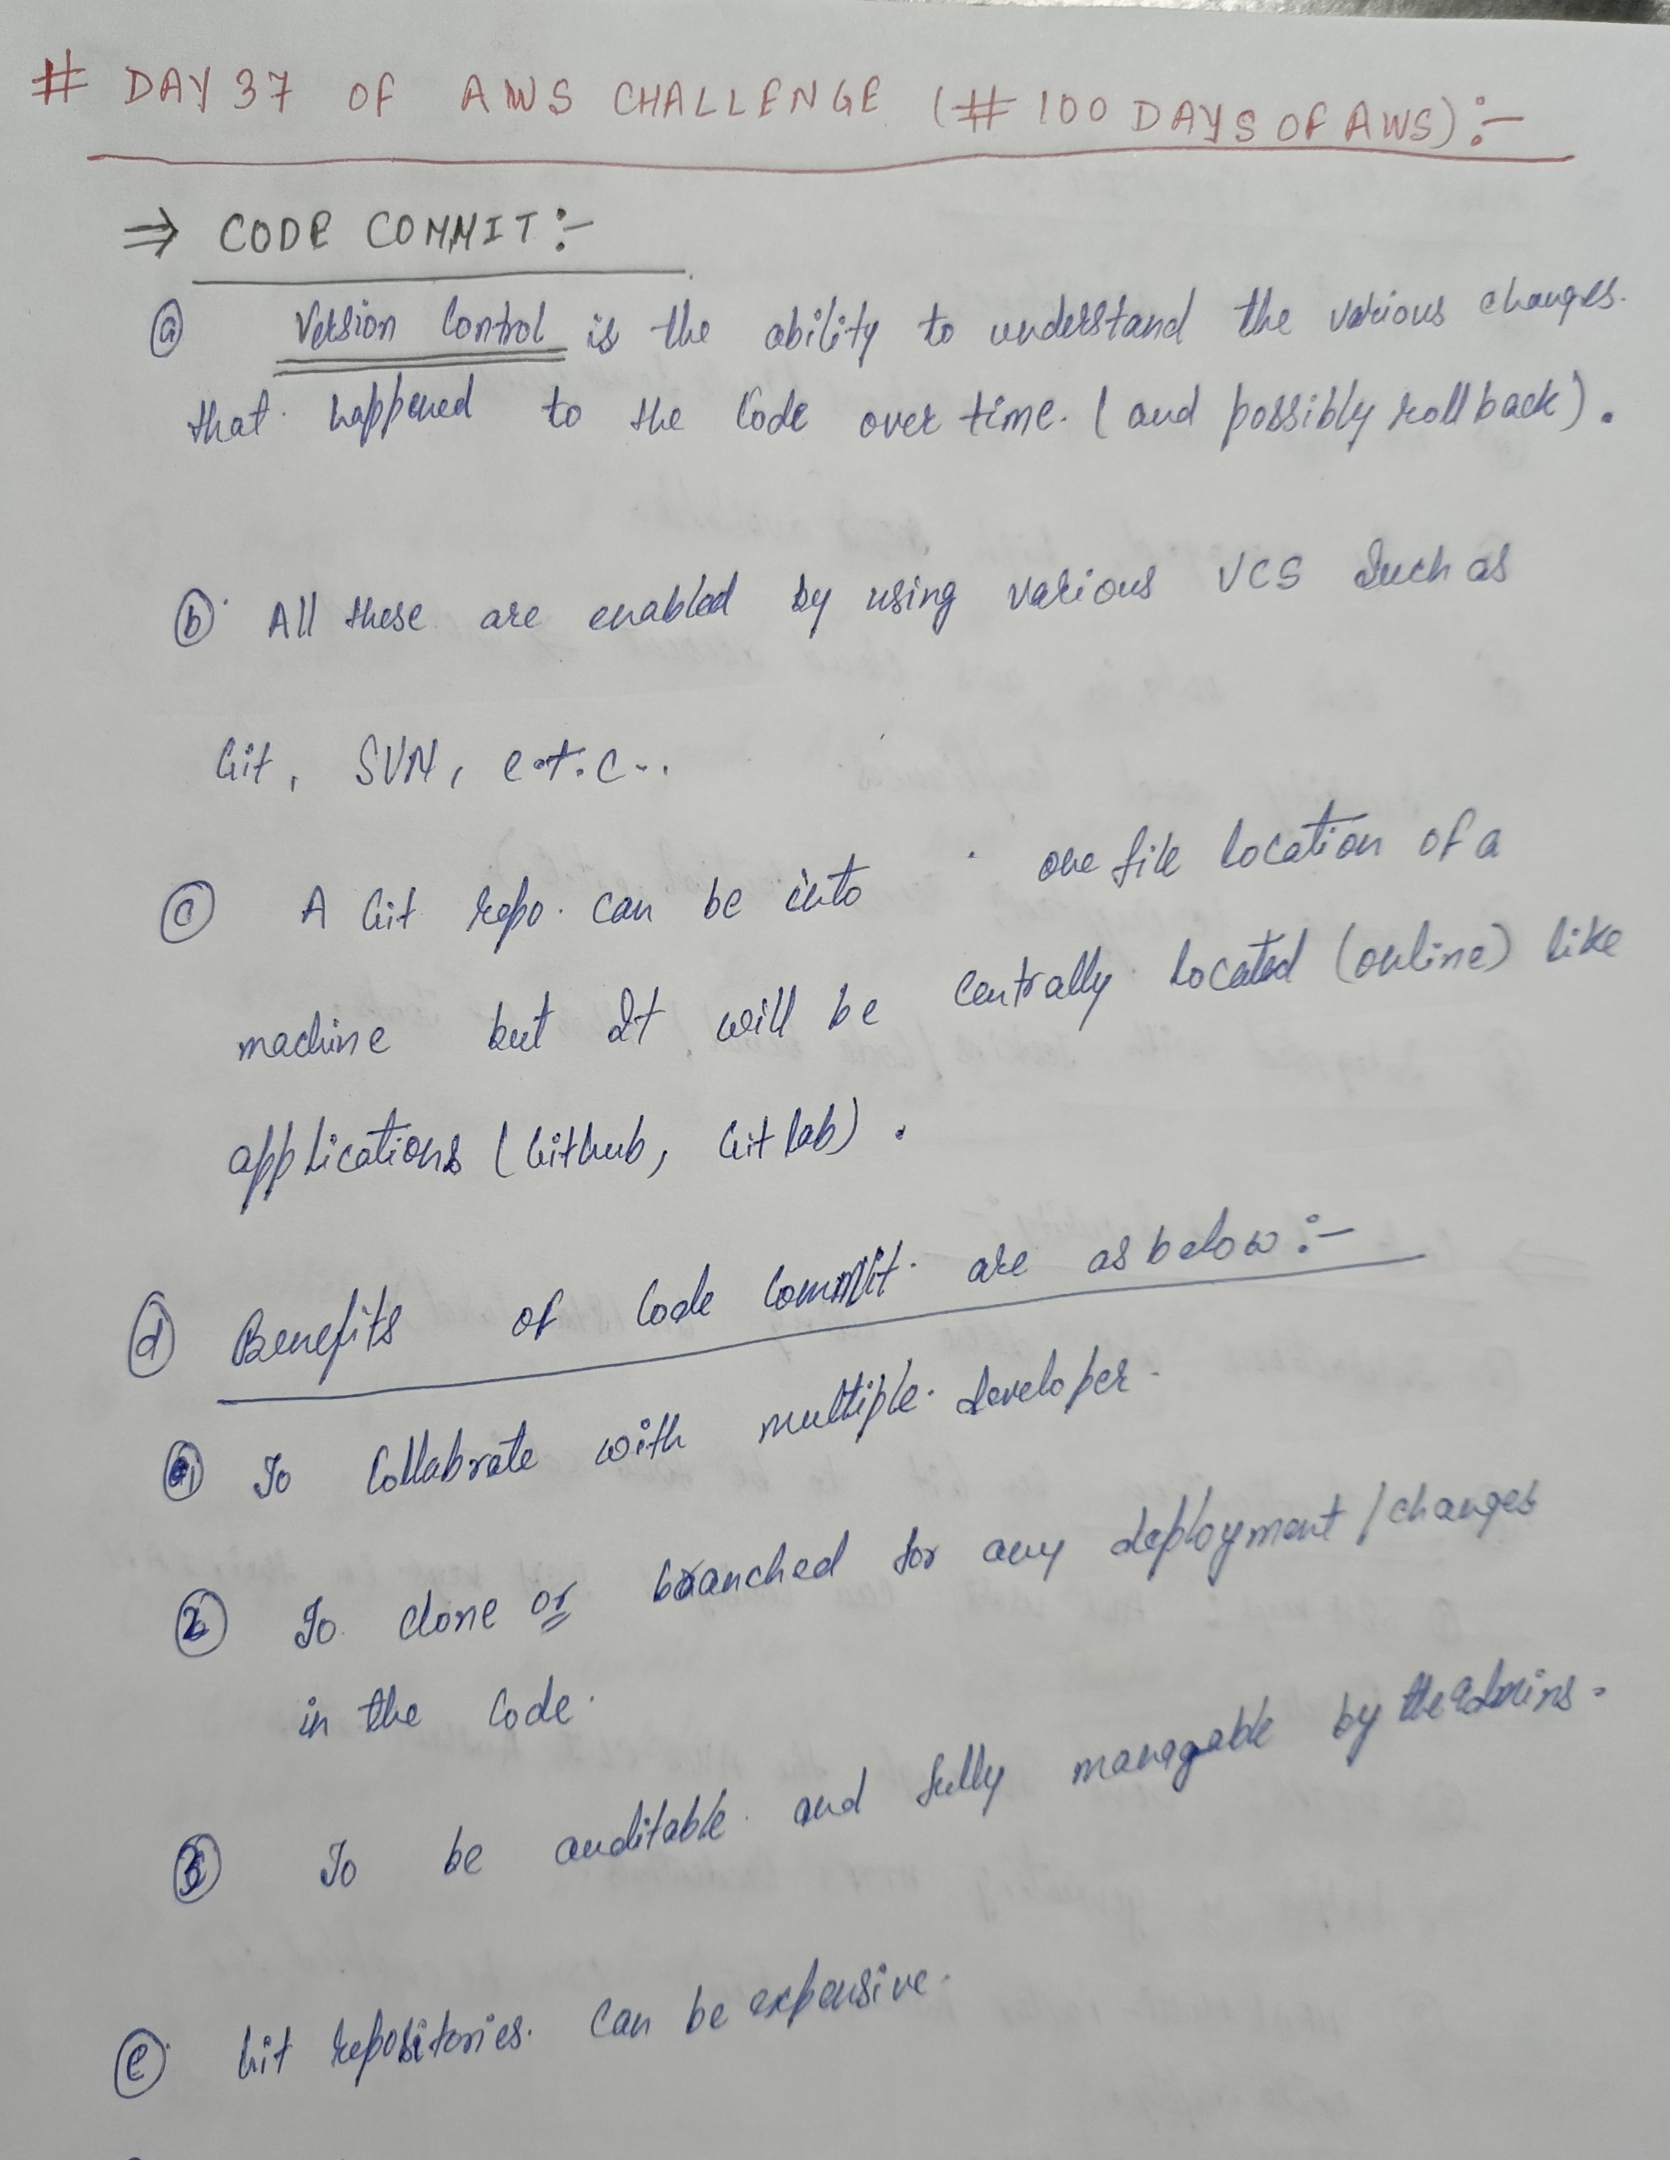 # DAY 37 OF AWS CHALLENGE (#100 DAYS OF AWS):-
⇒ CODE COMMIT:-
ⓐ Version Control is the ability to understand the various changes.
that happened to the Code over time. (and possibly rollback).
ⓑ All these are enabled by using various VCS Such as
Git, SVN, e.t.c..
ⓒ A Git repo. can be into one file location of a
machine but It will be Centrally located (online) like
applications (Github, Gitlab).
ⓓ Benefits of Code Commit are as below:-
① To Collabrate with multiple developer.
② To clone or branched for any deployment/changes
in the Code.
③ To be auditable and fully managable by the admins.
ⓔ Git repositories. Can be expensive.